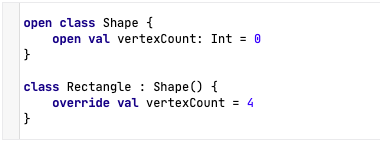 open class Shape {
    open val vertexCount: Int = 0
}

class Rectangle : Shape() {
    override val vertexCount = 4
}